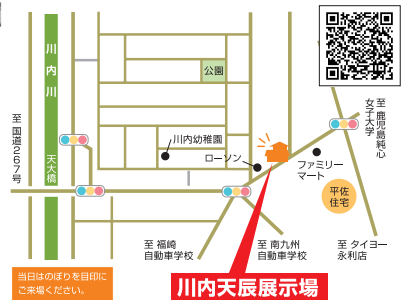 川内川
公園
至 国道267号
天大橋
川内幼稚園
ローソン
ファミリー
マート
至 鹿児島純心
女子大学
平佐
住宅
至 福崎
自動車学校
至 南九州
自動車学校
至 タイヨー
永利店
当日はのぼりを目印に
ご来場ください。
川内天辰展示場